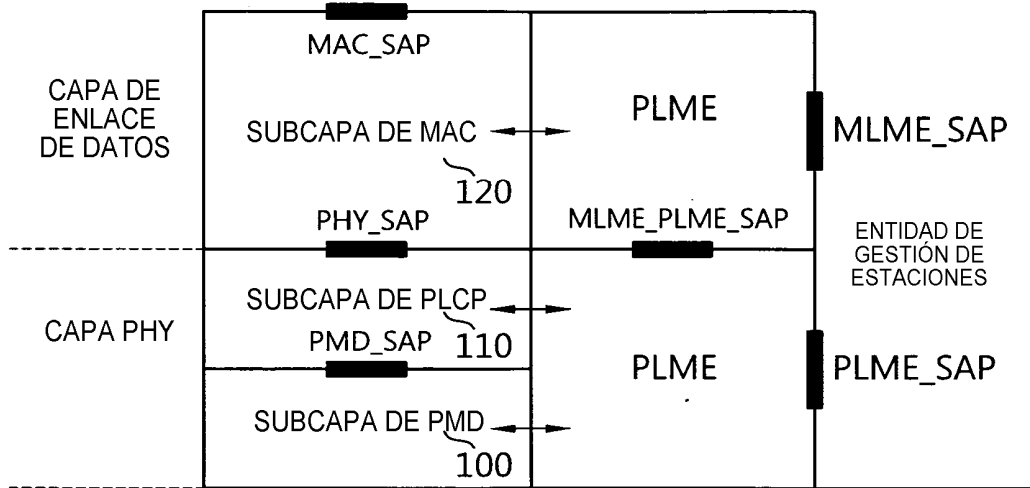 MAC_SAP
CAPA DE
ENLACE
DE DATOS
SUBCAPA DE MAC
120
PLME
MLME_SAP
PHY_SAP
MLME_PLME_SAP
ENTIDAD DE
GESTIÓN DE
ESTACIONES
CAPA PHY
SUBCAPA DE PLCP
110
PMD_SAP
PLME
PLME_SAP
SUBCAPA DE PMD
100